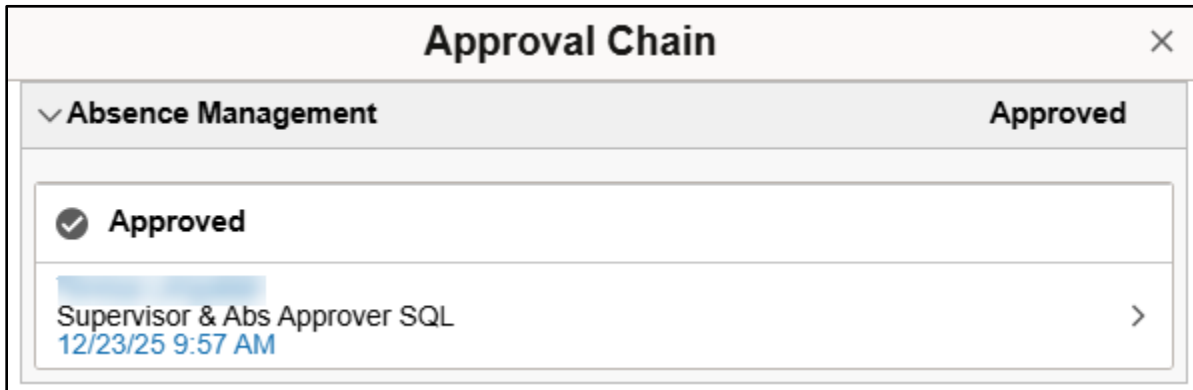 Approval Chain
Absence Management Approved
Approved
Supervisor & Abs Approver SQL
12/23/25 9:57 AM